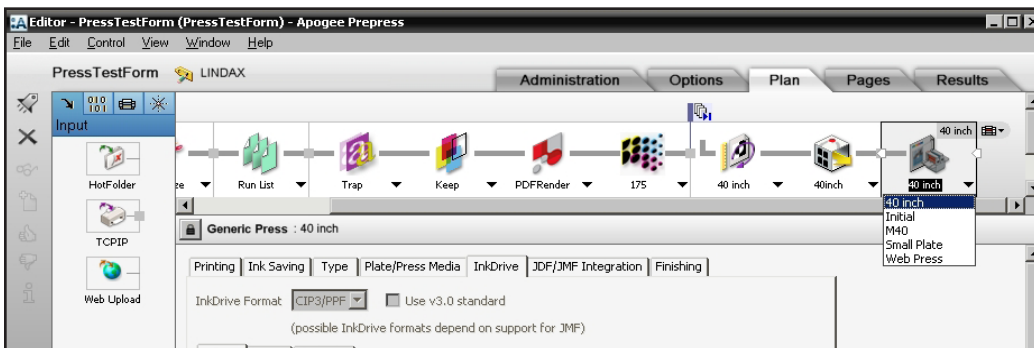 Editor - PressTestForm (PressTestForm) - Apogee Prepress
File Edit Control View Window Help
PressTestForm LINDAX
Administration Options Plan Pages Results
Input
40 inch
HotFolder
ze Run List Trap Keep PDFRender 175 40 inch 40inch 40 inch
40 inch
Initial
M40
Small Plate
Web Press
TCPIP
Generic Press : 40 inch
Printing Ink Saving Type Plate/Press Media InkDrive JDF/JMF Integration Finishing
Web Upload
InkDrive Format CIP3/PPF Use v3.0 standard
(possible InkDrive formats depend on support for JMF)